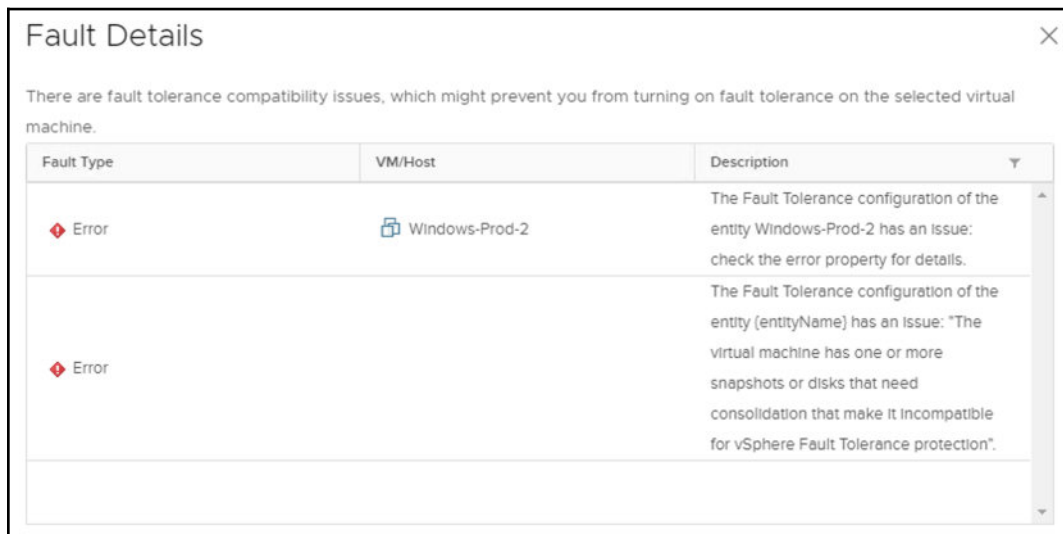 Fault Details
There are fault tolerance compatibility issues, which might prevent you from turning on fault tolerance on the selected virtual
machine.
Fault Type VM/Host Description
Error Windows-Prod-2 The Fault Tolerance configuration of the
entity Windows-Prod-2 has an issue:
check the error property for details.
Error The Fault Tolerance configuration of the
entity {entityName} has an issue: "The
virtual machine has one or more
snapshots or disks that need
consolidation that make it incompatible
for vSphere Fault Tolerance protection".